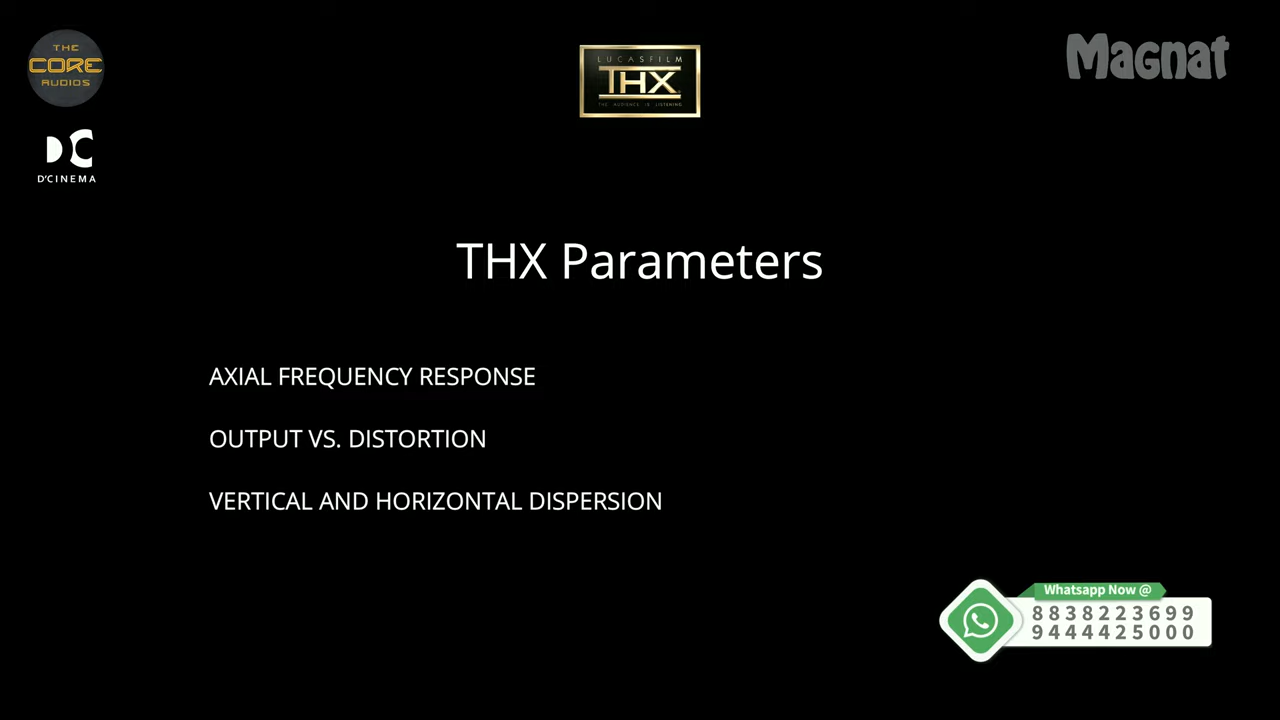 THE
CORE
AUDIOS
D'CINEMA
LUCASFILM
THX
THE AUDIENCE IS LISTENING.
Magnat
THX Parameters
AXIAL FREQUENCY RESPONSE
OUTPUT VS. DISTORTION
VERTICAL AND HORIZONTAL DISPERSION
Whatsapp Now @
8838223699
9444425000